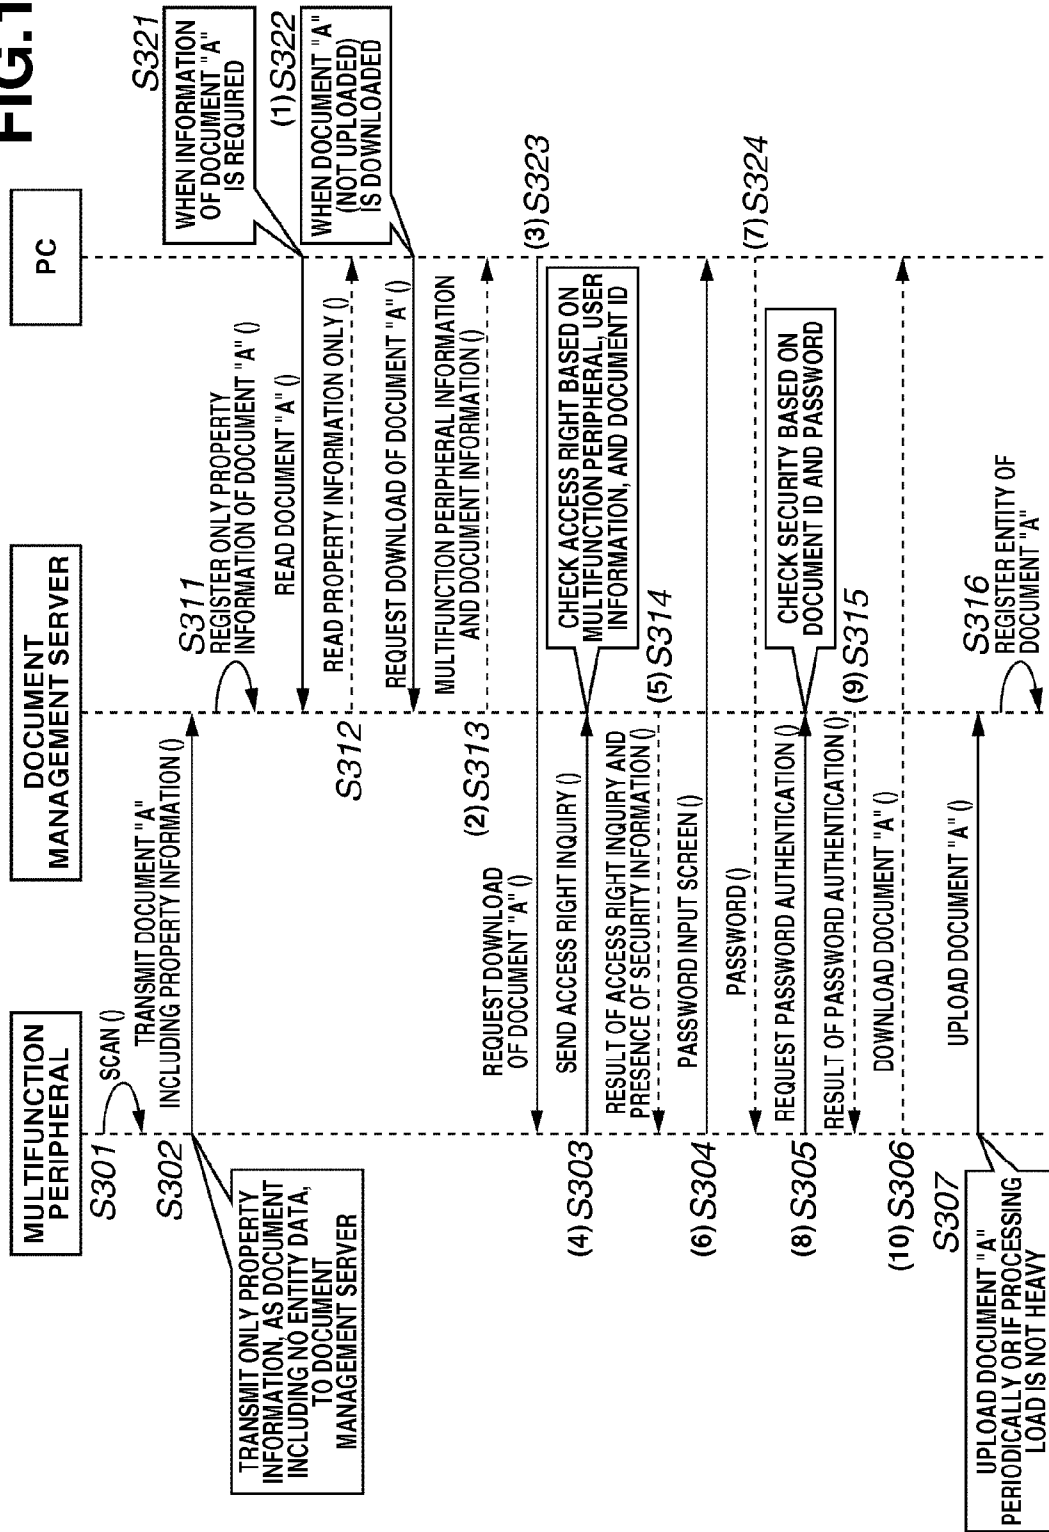 FIG.1
MULTIFUNCTION
PERIPHERAL
DOCUMENT
MANAGEMENT SERVER
PC
S301
SCAN ()
S302
TRANSMIT DOCUMENT "A"
INCLUDING PROPERTY INFORMATION ()
TRANSMIT ONLY PROPERTY
INFORMATION, AS DOCUMENT
INCLUDING NO ENTITY DATA,
TO DOCUMENT
MANAGEMENT SERVER
S311
REGISTER ONLY PROPERTY
INFORMATION OF DOCUMENT "A" ()
S321
WHEN INFORMATION
OF DOCUMENT "A"
IS REQUIRED
READ DOCUMENT "A" ()
S312
READ PROPERTY INFORMATION ONLY ()
(1) S322
WHEN DOCUMENT "A"
(NOT UPLOADED)
IS DOWNLOADED
REQUEST DOWNLOAD OF DOCUMENT "A" ()
(2) S313
MULTIFUNCTION PERIPHERAL INFORMATION
AND DOCUMENT INFORMATION ()
(3) S323
REQUEST DOWNLOAD
OF DOCUMENT "A" ()
(4) S303
SEND ACCESS RIGHT INQUIRY ()
CHECK ACCESS RIGHT BASED ON
MULTIFUNCTION PERIPHERAL, USER
INFORMATION, AND DOCUMENT ID
(5) S314
RESULT OF ACCESS RIGHT INQUIRY AND
PRESENCE OF SECURITY INFORMATION ()
(6) S304
PASSWORD INPUT SCREEN ()
(7) S324
PASSWORD ()
(8) S305
REQUEST PASSWORD AUTHENTICATION ()
CHECK SECURITY BASED ON
DOCUMENT ID AND PASSWORD
(9) S315
RESULT OF PASSWORD AUTHENTICATION ()
(10) S306
DOWNLOAD DOCUMENT "A" ()
S307
UPLOAD DOCUMENT "A"
PERIODICALLY OR IF PROCESSING
LOAD IS NOT HEAVY
UPLOAD DOCUMENT "A" ()
S316
REGISTER ENTITY OF
DOCUMENT "A"